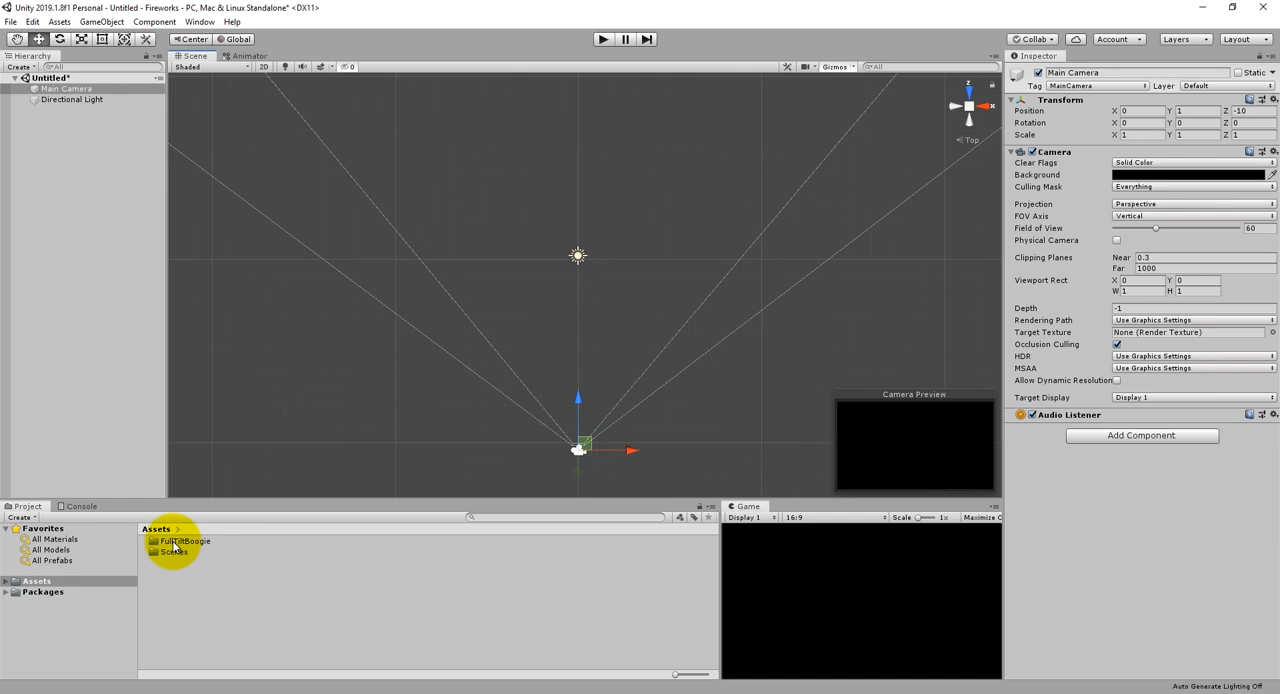 Unity 2019.1.8f1 Personal - Untitled - Fireworks - PC, Mac & Linux Standalone* <DX11>
File Edit Assets GameObject Component Window Help
Center Global
Collab Account Layers Layout
Hierarchy
Create All
Untitled*
Main Camera
Directional Light
Scene Animator
Shaded 2D 0 Gizmos All
z
x
Top
Camera Preview
Inspector
Main Camera Static
Tag MainCamera Layer Default
Transform
Position X 0 Y 1 Z -10
Rotation X 0 Y 0 Z 0
Scale X 1 Y 1 Z 1
Camera
Clear Flags Solid Color
Background
Culling Mask Everything
Projection Perspective
FOV Axis Vertical
Field of View 60
Physical Camera
Clipping Planes Near 0.3
Far 1000
Viewport Rect X 0 Y 0
W 1 H 1
Depth -1
Rendering Path Use Graphics Settings
Target Texture None (Render Texture)
Occlusion Culling
HDR Use Graphics Settings
MSAA Use Graphics Settings
Allow Dynamic Resolution
Target Display Display 1
Audio Listener
Add Component
Project Console
Create
Favorites
All Materials
All Models
All Prefabs
Assets
Packages
Assets
FullTiltBoogie
Scenes
Game
Display 1 16:9 Scale 1x Maximize O
Auto Generate Lighting Off